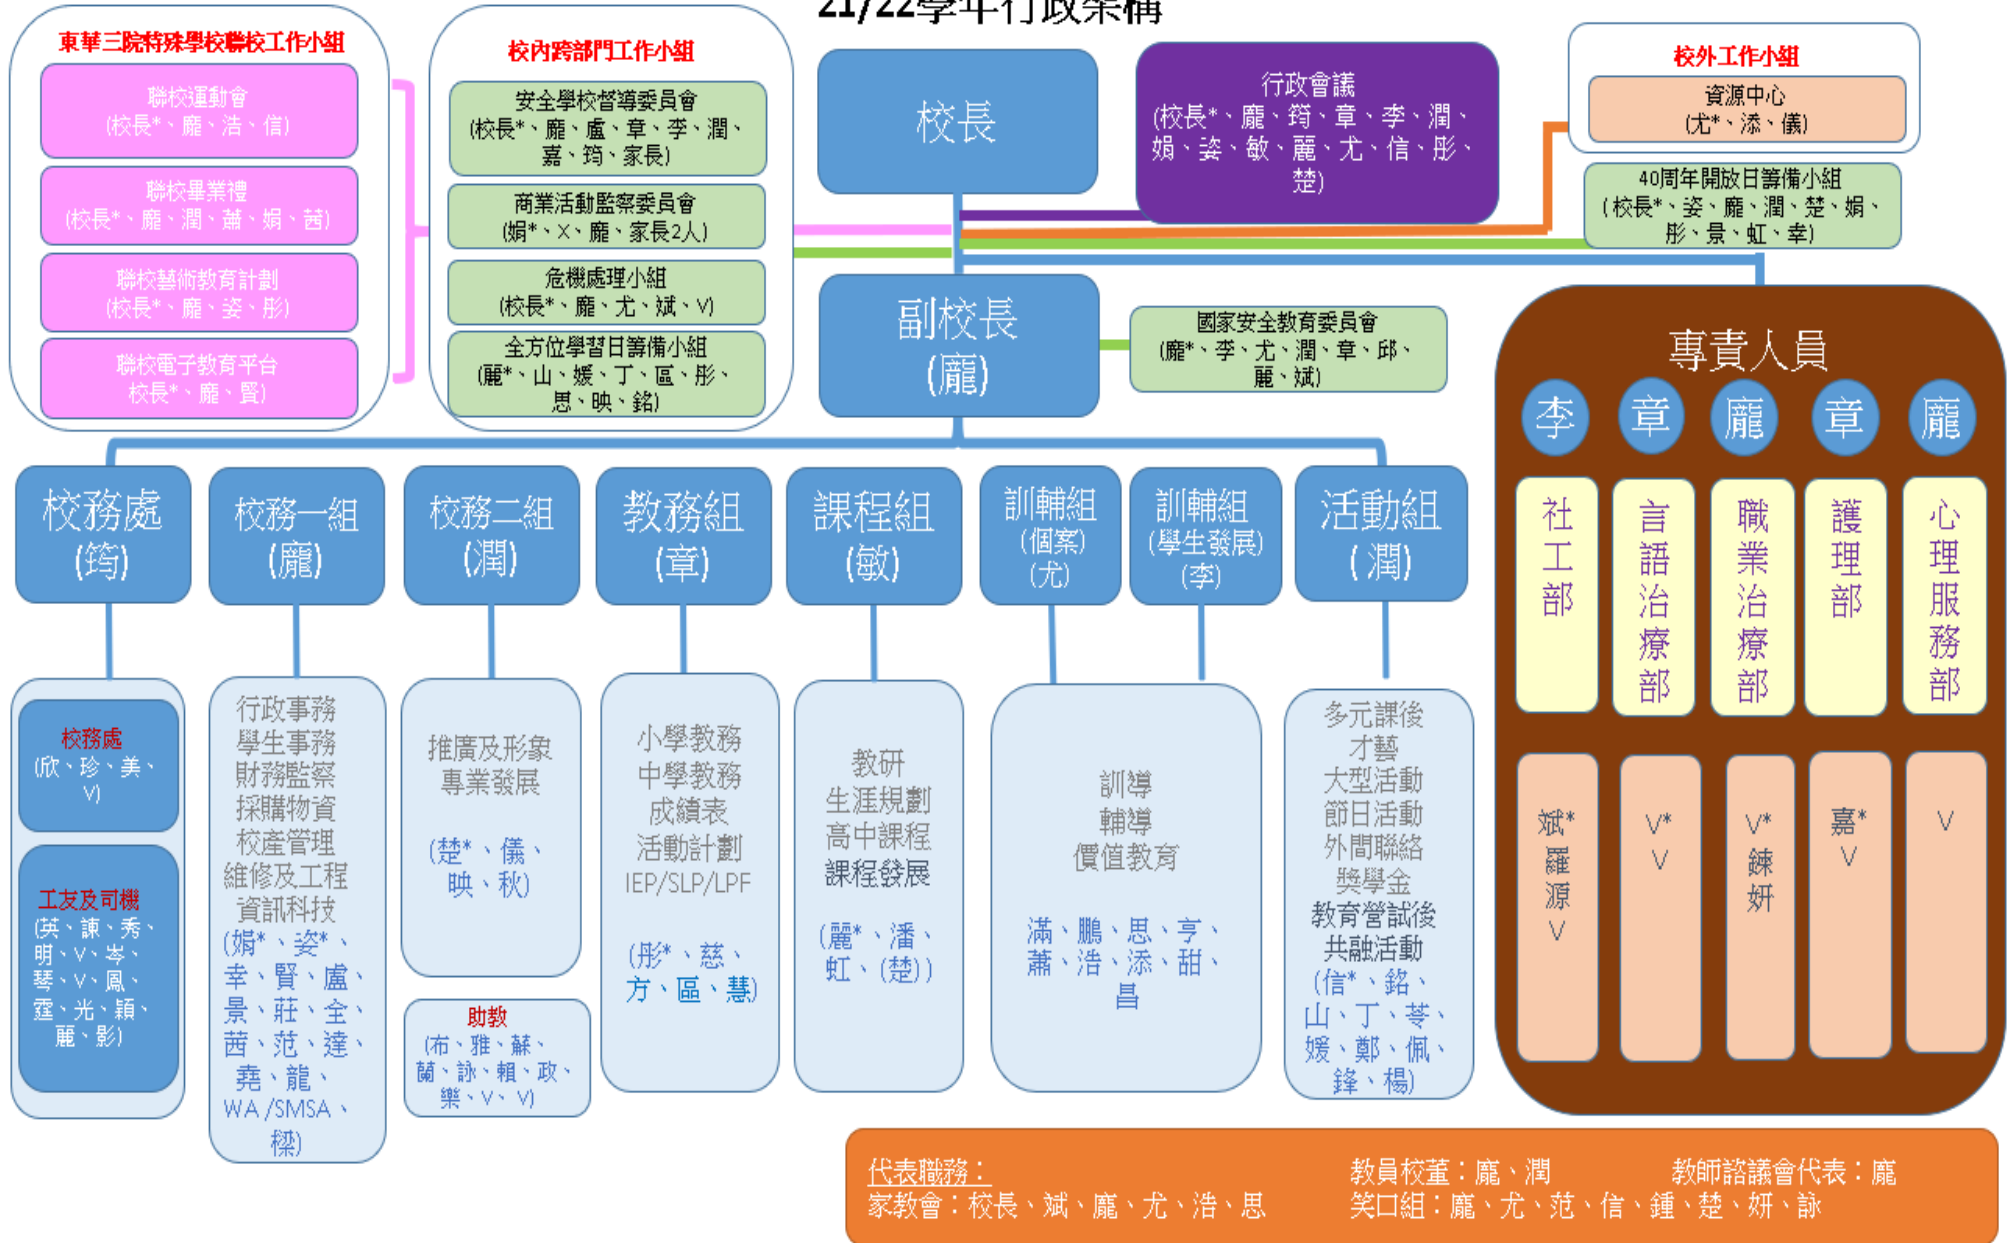 21/22學年行政架構
東華三院特殊學校聯校工作小組
聯校運動會
(校長*、龐、浩、信)
聯校畢業禮
(校長*、龐、潤、蕭、娟、茜)
聯校藝術教育計劃
(校長*、龐、姿、彤)
聯校電子教育平台
校長*、龐、賢)
校內跨部門工作小組
安全學校督導委員會
(校長*、龐、盧、章、李、潤、
嘉、筠、家長)
商業活動監察委員會
(娟*、X、龐、家長2人)
危機處理小組
(校長*、龐、尤、斌、V)
全方位學習日籌備小組
(麗*、山、媛、丁、區、彤、
思、映、銘)
校長
行政會議
(校長*、龐、筠、章、李、潤、
娟、姿、敏、麗、尤、信、彤、
楚)
校外工作小組
資源中心
(尤*、添、儀)
40周年開放日籌備小組
(校長*、姿、龐、潤、楚、娟、
彤、景、虹、幸)
副校長
(龐)
國家安全教育委員會
(龐*、李、尤、潤、章、邱、
麗、斌)
專責人員
李 章 龐 章 龐
社工部
言語治療部
職業治療部
護理部
心理服務部
斌*羅源V
V*V
V*鍊妍
嘉*V
V
校務處
(筠)
校務一組
(龐)
校務二組
(潤)
教務組
(章)
課程組
(敏)
訓輔組
(個案)
(尤)
訓輔組
(學生發展)
(李)
活動組
(潤)
校務處
(欣、珍、美、
V)
工友及司機
(英、諫、秀、
明、V、岑、
琴、V、鳳、
霆、光、穎、
麗、影)
行政事務
學生事務
財務監察
採購物資
校產管理
維修及工程
資訊科技
(娟*、姿*、
幸、賢、盧、
景、莊、全、
茜、范、達、
堯、龍、
WA/SMSA、
樑)
推廣及形象
專業發展
(楚*、儀、
映、秋)
助教
(布、雅、蘇、
蘭、詠、賴、政、
樂、V、V)
小學教務
中學教務
成績表
活動計劃
IEP/SLP/LPF
(彤*、慈、
方、區、慧)
教研
生涯規劃
高中課程
課程發展
(麗*、潘、
虹、(楚))
訓導
輔導
價值教育
滿、鵬、思、亨、
蕭、浩、添、甜、
昌
多元課後
才藝
大型活動
節日活動
外間聯絡
獎學金
教育營試後
共融活動
(信*、銘、
山、丁、苓、
媛、鄭、佩、
鋒、楊)
代表職務：
家教會：校長、斌、龐、尤、浩、思
教員校董：龐、潤
教師諮議會代表：龐
笑口組：龐、尤、范、信、鍾、楚、妍、詠